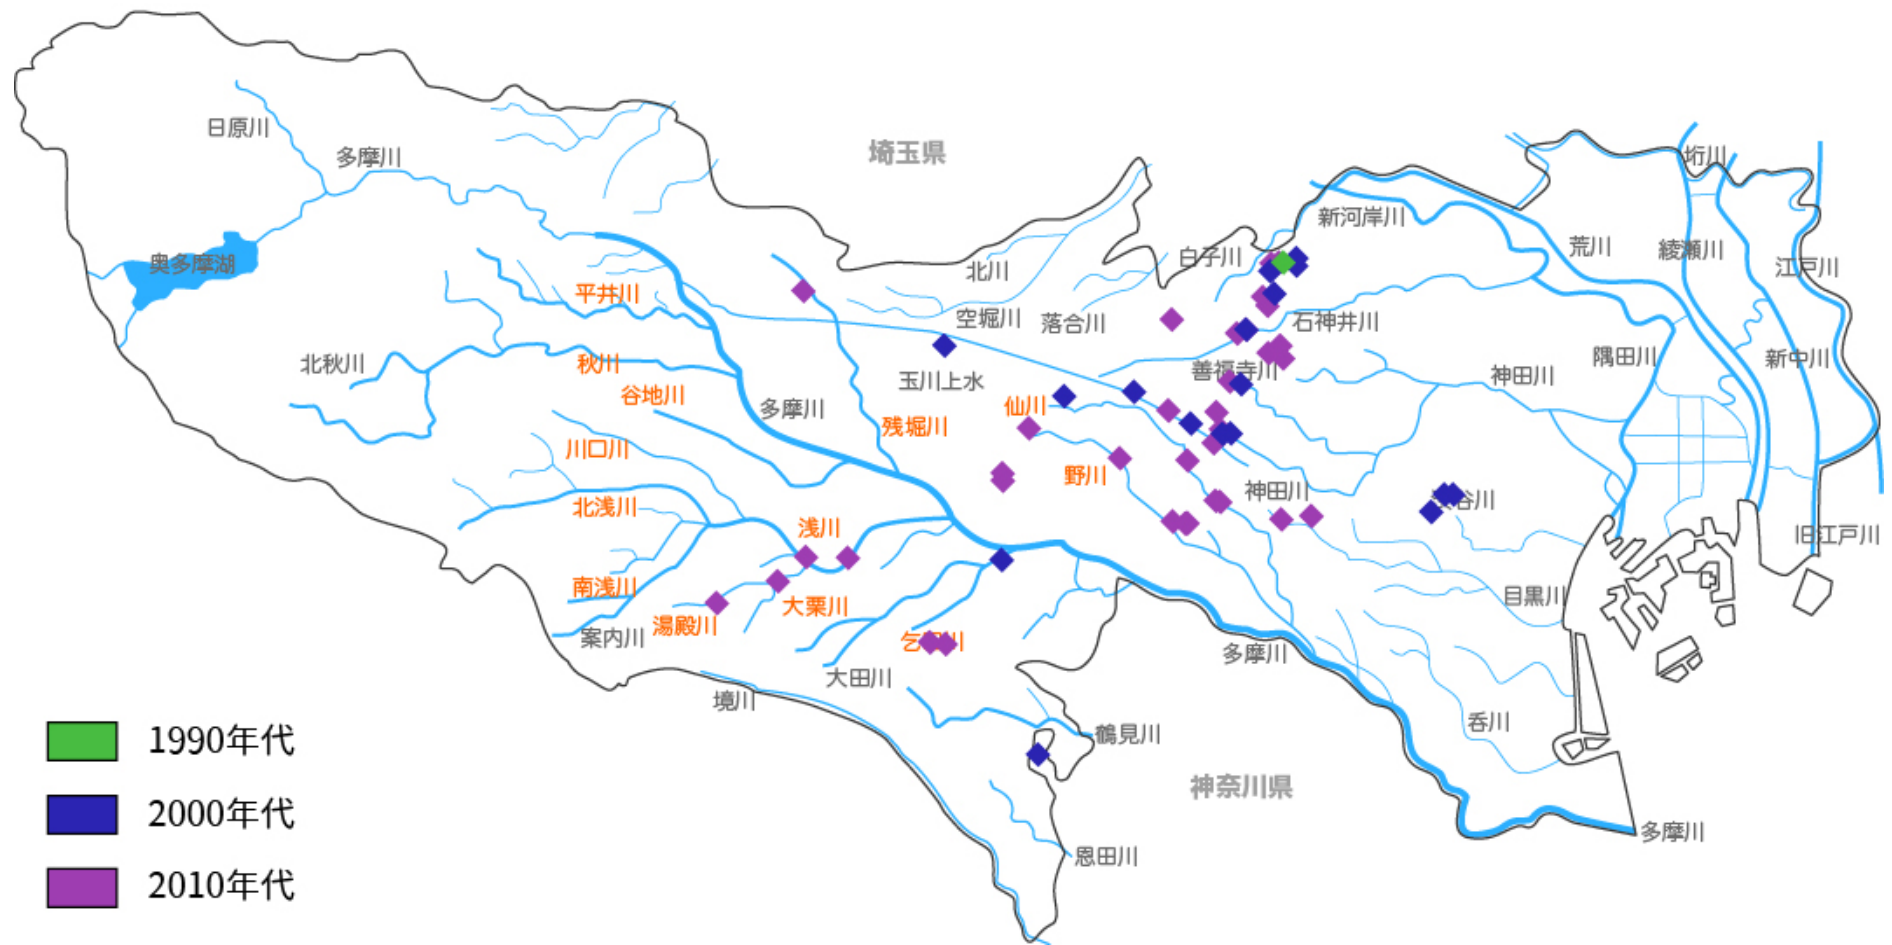 日原川
多摩川
埼玉県
垳川
新河岸川
荒川
綾瀬川
江戸川
奥多摩湖
北川
白子川
平井川
空堀川
落合川
石神井川
北秋川
秋川
谷地川
多摩川
玉川上水
善福寺川
神田川
隅田川
新中川
仙川
残堀川
川口川
野川
神田川
谷川
北浅川
浅川
旧江戸川
南浅川
大栗川
目黒川
湯殿川
案内川
乞
川
大田川
多摩川
境川
呑川
鶴見川
神奈川県
多摩川
恩田川
1990年代
2000年代
2010年代